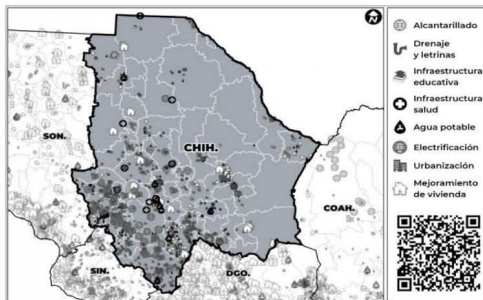 N
SON.
CHIH.
COAH.
SIN.
DGO.
Alcantarillado
Drenaje
y letrinas
Infraestructura
educativa
Infraestructura
salud
Agua potable
Electrificación
Urbanización
Mejoramiento
de vivienda